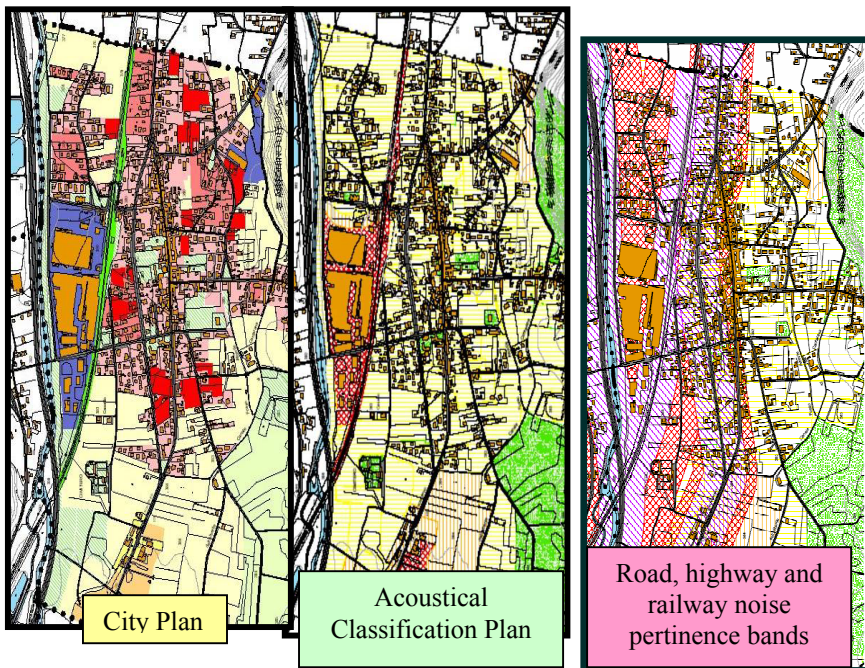 City Plan
Acoustical
Classification Plan
Road, highway and
railway noise
pertinence bands